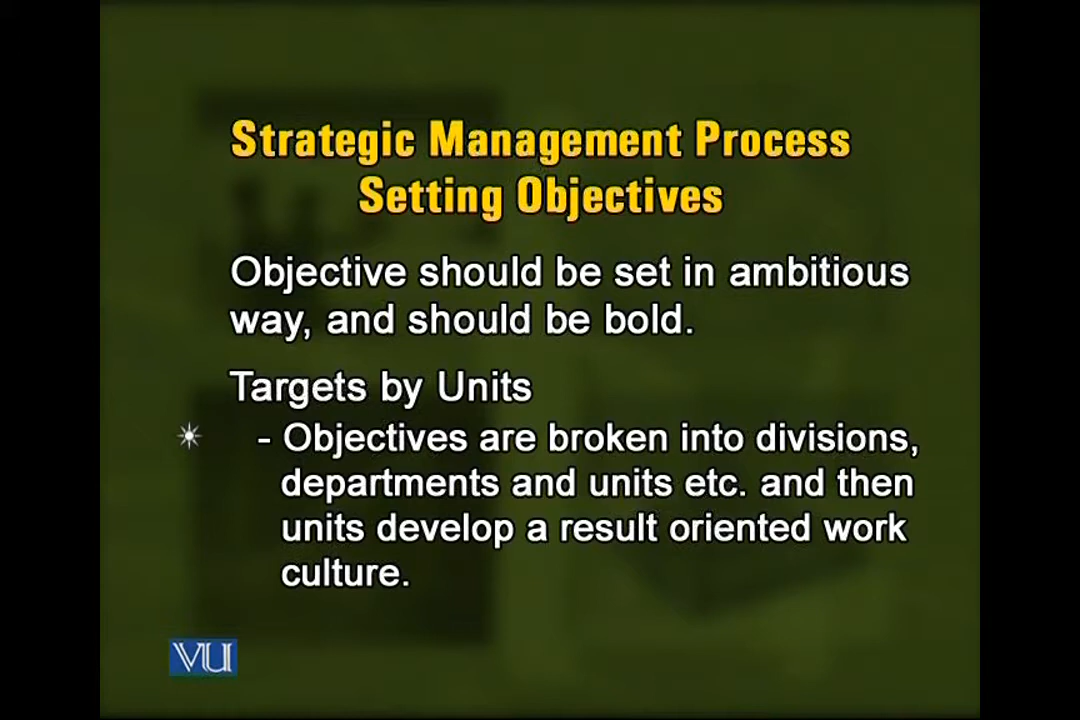 Strategic Management Process
Setting Objectives
Objective should be set in ambitious
way, and should be bold.
Targets by Units
- Objectives are broken into divisions,
departments and units etc. and then
units develop a result oriented work
culture.
VU